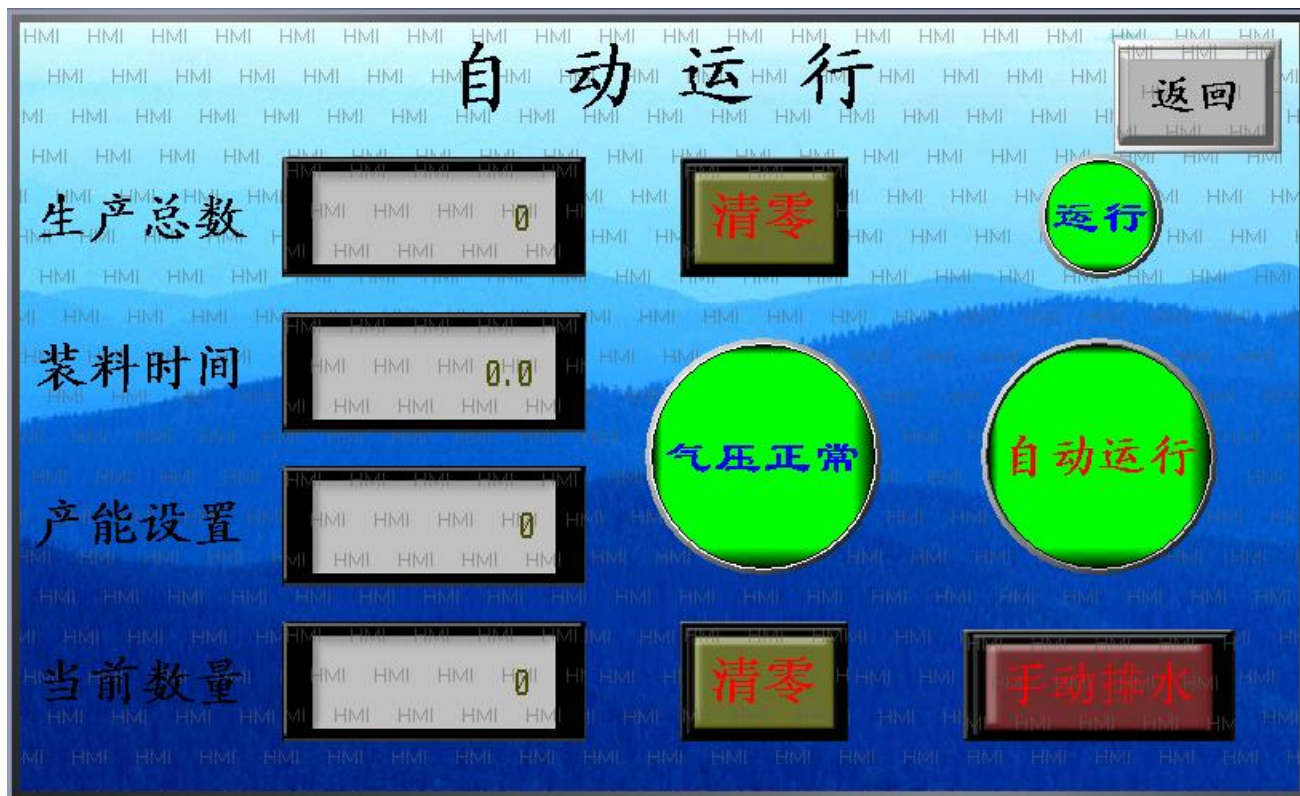 自动运行
返回
生产总数 0 清零 运行
装料时间 0.0
气压正常 自动运行
产能设置 0
当前数量 0 清零 手动排水
HMI